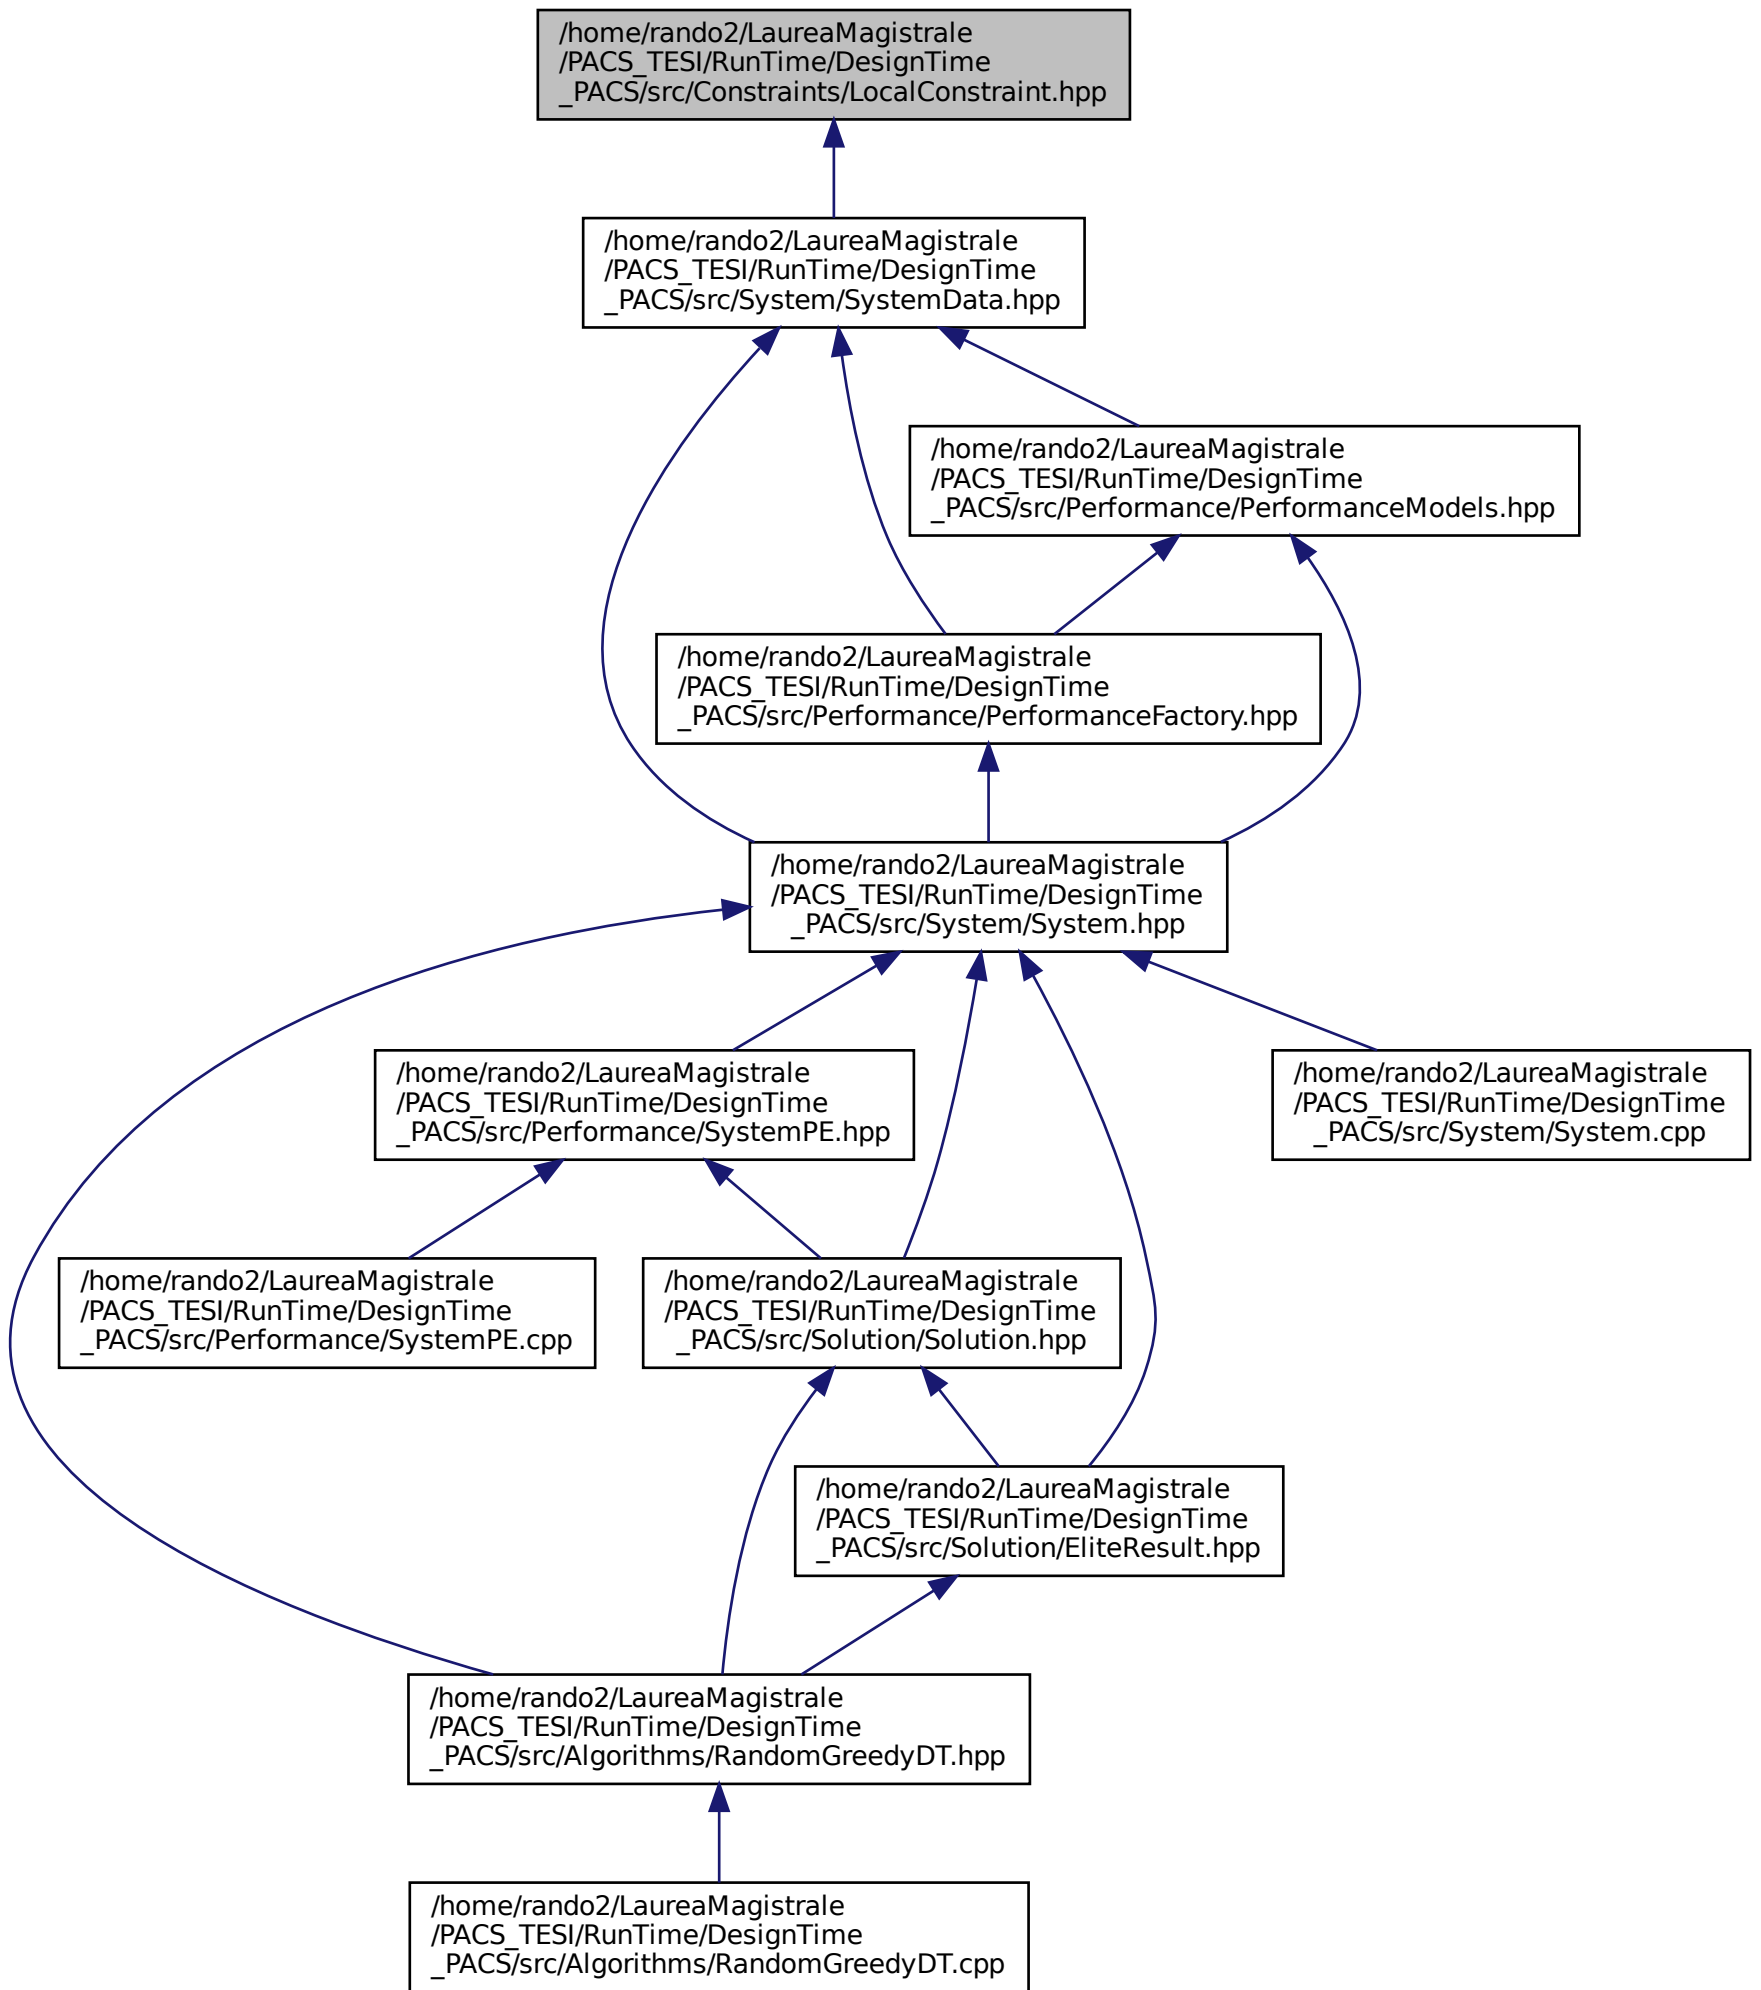 /home/rando2/LaureaMagistrale
/PACS_TESI/RunTime/DesignTime
_PACS/src/Constraints/LocalConstraint.hpp
/home/rando2/LaureaMagistrale
/PACS_TESI/RunTime/DesignTime
_PACS/src/System/SystemData.hpp
/home/rando2/LaureaMagistrale
/PACS_TESI/RunTime/DesignTime
_PACS/src/Performance/PerformanceModels.hpp
/home/rando2/LaureaMagistrale
/PACS_TESI/RunTime/DesignTime
_PACS/src/Performance/PerformanceFactory.hpp
/home/rando2/LaureaMagistrale
/PACS_TESI/RunTime/DesignTime
_PACS/src/System/System.hpp
/home/rando2/LaureaMagistrale
/PACS_TESI/RunTime/DesignTime
_PACS/src/Performance/SystemPE.hpp
/home/rando2/LaureaMagistrale
/PACS_TESI/RunTime/DesignTime
_PACS/src/System/System.cpp
/home/rando2/LaureaMagistrale
/PACS_TESI/RunTime/DesignTime
_PACS/src/Performance/SystemPE.cpp
/home/rando2/LaureaMagistrale
/PACS_TESI/RunTime/DesignTime
_PACS/src/Solution/Solution.hpp
/home/rando2/LaureaMagistrale
/PACS_TESI/RunTime/DesignTime
_PACS/src/Solution/EliteResult.hpp
/home/rando2/LaureaMagistrale
/PACS_TESI/RunTime/DesignTime
_PACS/src/Algorithms/RandomGreedyDT.hpp
/home/rando2/LaureaMagistrale
/PACS_TESI/RunTime/DesignTime
_PACS/src/Algorithms/RandomGreedyDT.cpp